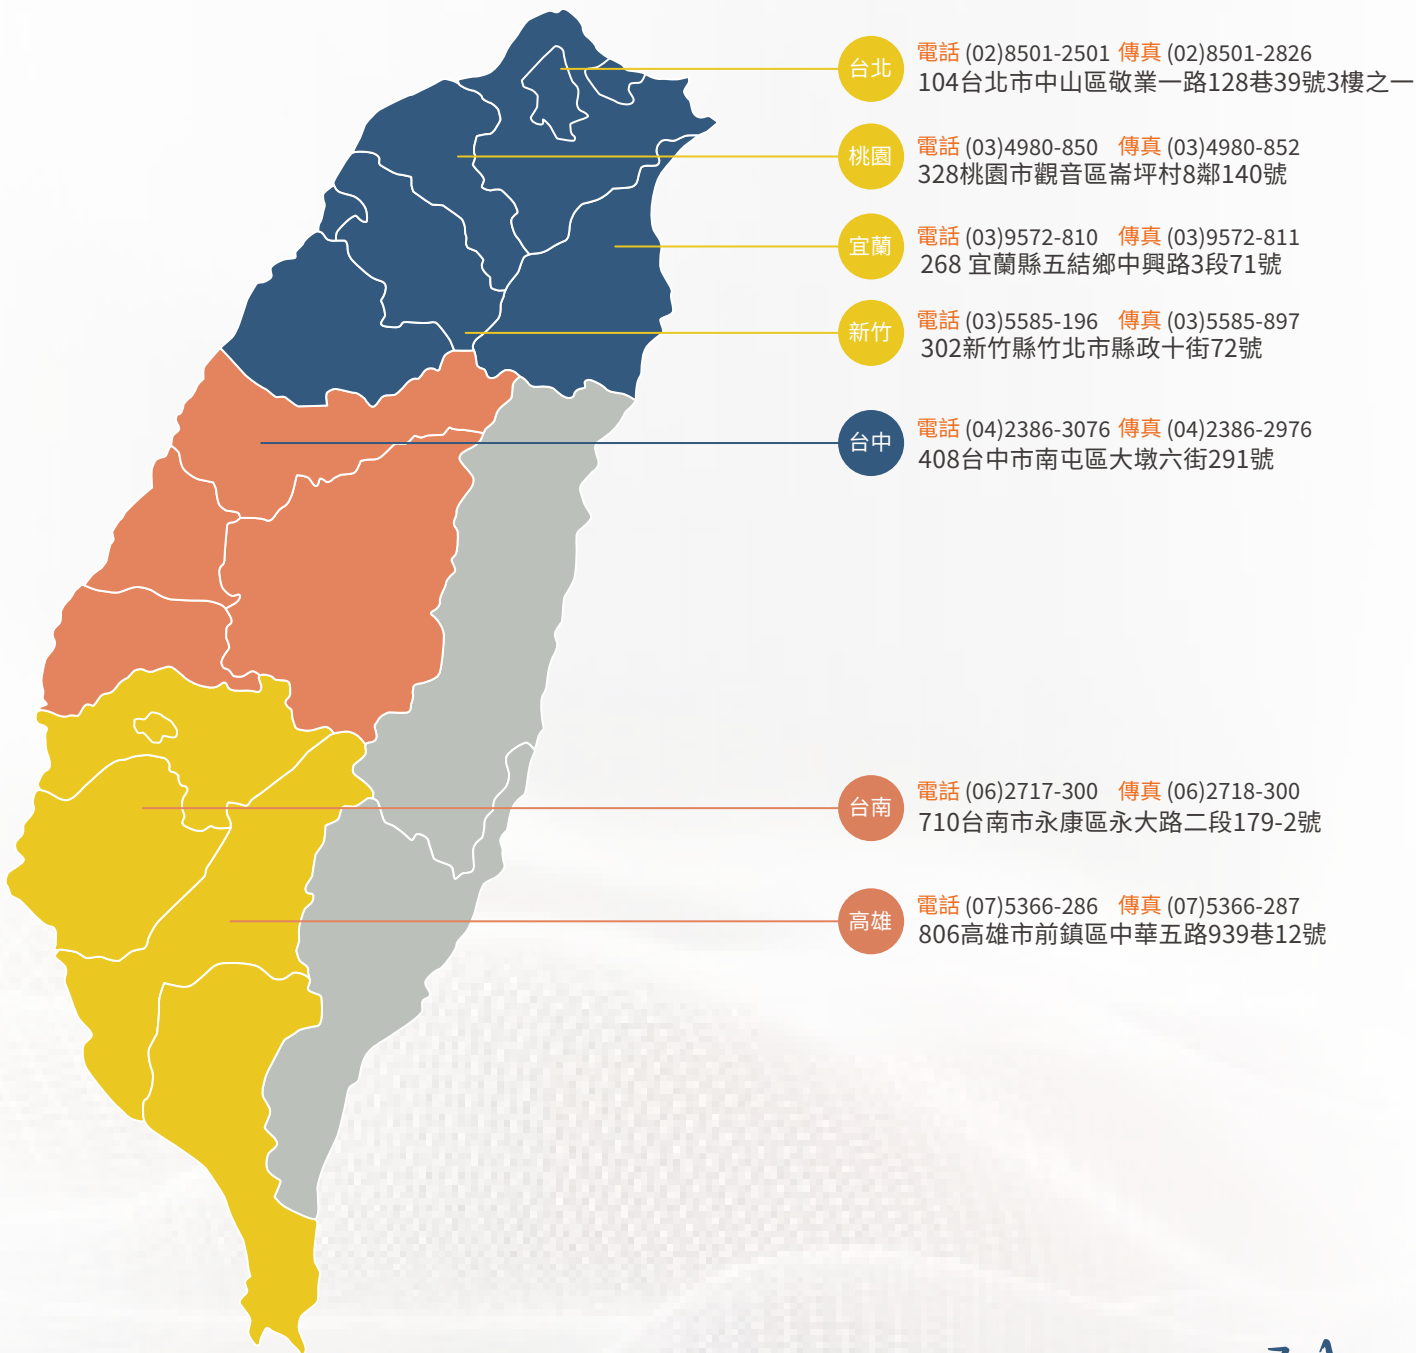 台北
電話 (02)8501-2501 傳真 (02)8501-2826
104台北市中山區敬業一路128巷39號3樓之一
桃園
電話 (03)4980-850 傳真 (03)4980-852
328桃園市觀音區崙坪村8鄰140號
宜蘭
電話 (03)9572-810 傳真 (03)9572-811
268 宜蘭縣五結鄉中興路3段71號
新竹
電話 (03)5585-196 傳真 (03)5585-897
302新竹縣竹北市縣政十街72號
台中
電話 (04)2386-3076 傳真 (04)2386-2976
408台中市南屯區大墩六街291號
台南
電話 (06)2717-300 傳真 (06)2718-300
710台南市永康區永大路二段179-2號
高雄
電話 (07)5366-286 傳真 (07)5366-287
806高雄市前鎮區中華五路939巷12號